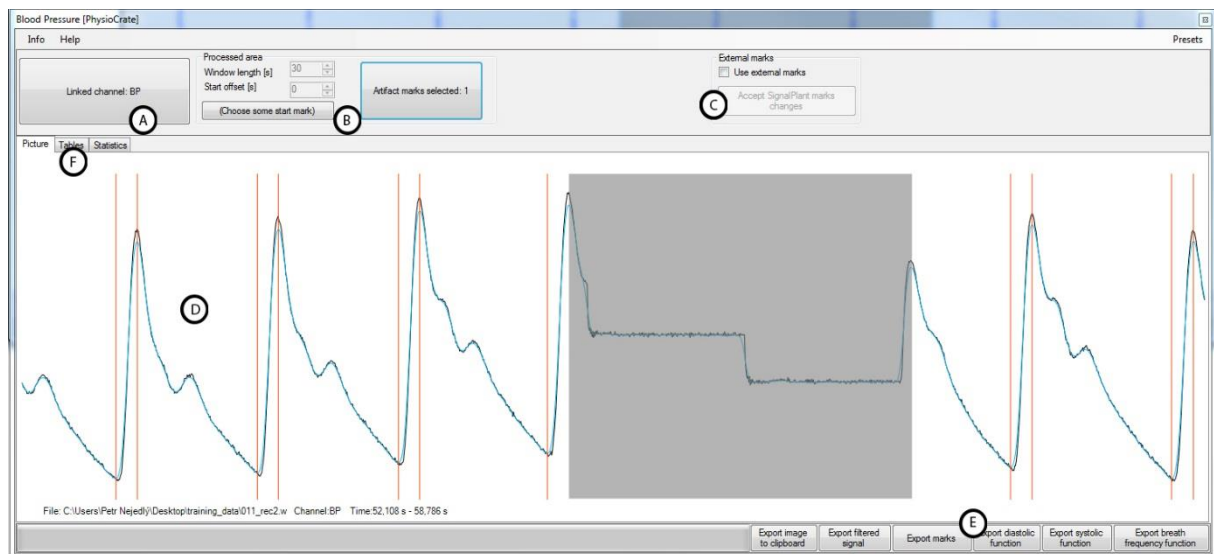 Blood Pressure [PhysioCrate]
Info Help Presets
Processed area
Window length [s] 30
Start offset [s] 0
(Choose some start mark)
Linked channel: BP
Artifact marks selected: 1
External marks
Use external marks
Accept SignalPlant marks
changes
A
B
C
Picture Tables Statistics
F
D
File: C:\Users\Petr Nejedlý\Desktop\training_data\011_rec2.w Channel:BP Time:52,108 s - 58,786 s
E
Export image
to clipboard
Export filtered
signal
Export marks
Export diastolic
function
Export systolic
function
Export breath
frequency function